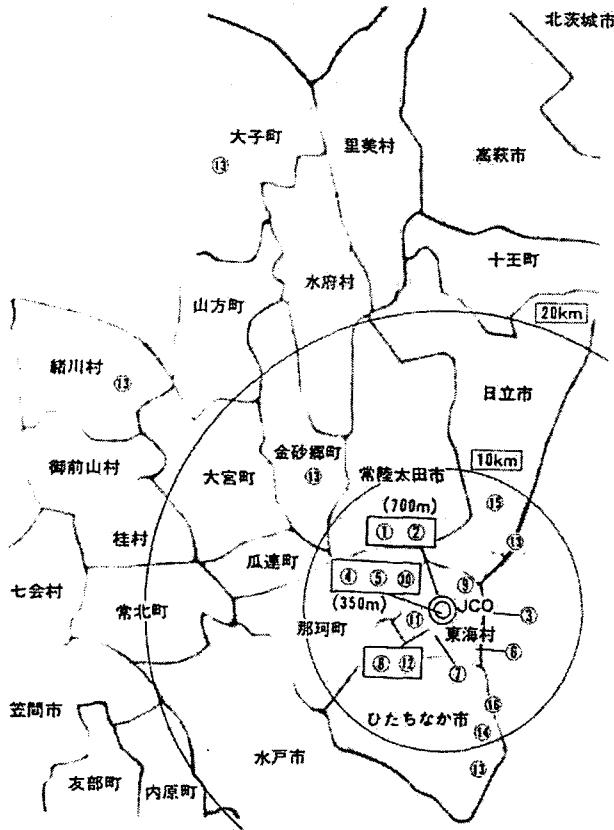 北茨城市
大子町
里美村
高萩市
⑬
十王町
水府村
山方町
20km
緒川村
⑬
日立市
金砂郷町
10km
御前山村
大宮町
⑬
常陸太田市
⑮
(700m)
① ②
桂村
瓜連町
⑬
七会村
④ ⑤ ⑩
⑨
常北町
(350m)
JCO
③
那珂町
⑪
東海村
⑥
⑧ ⑫
⑦
笠間市
⑯
ひたちなか市
⑭
水戸市
⑬
友部町
内原町